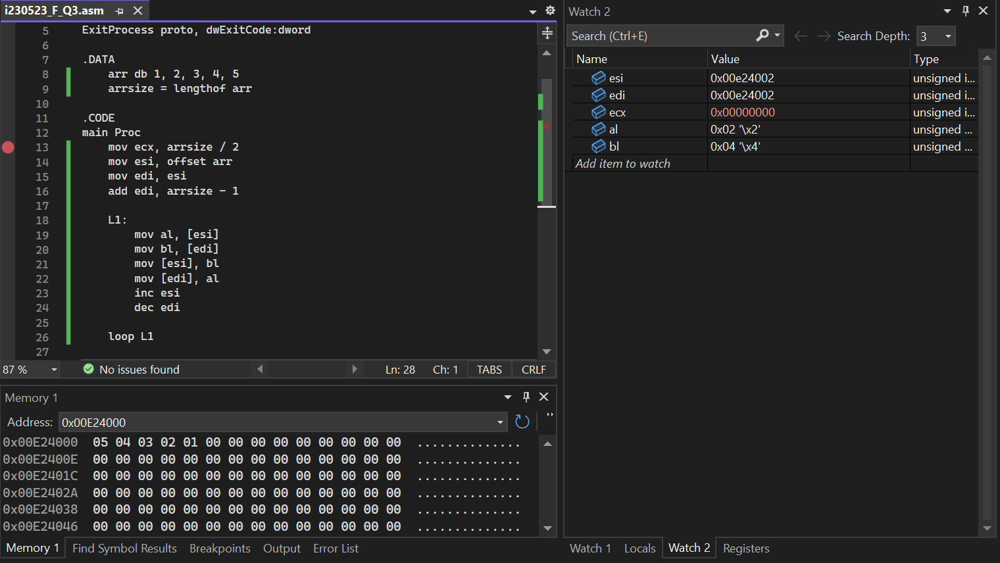 i230523_F_Q3.asm
5 ExitProcess proto, dwExitCode:dword
6
7 .DATA
8 arr db 1, 2, 3, 4, 5
9 arrsize = lengthof arr
10
11 .CODE
12 main Proc
13 mov ecx, arrsize / 2
14 mov esi, offset arr
15 mov edi, esi
16 add edi, arrsize - 1
17
18 L1:
19 mov al, [esi]
20 mov bl, [edi]
21 mov [esi], bl
22 mov [edi], al
23 inc esi
24 dec edi
25
26 loop L1
27
87 % No issues found Ln: 28 Ch: 1 TABS CRLF
Memory 1
Address: 0x00E24000
0x00E24000 05 04 03 02 01 00 00 00 00 00 00 00 00 00 ..............
0x00E2400E 00 00 00 00 00 00 00 00 00 00 00 00 00 00 ..............
0x00E2401C 00 00 00 00 00 00 00 00 00 00 00 00 00 00 ..............
0x00E2402A 00 00 00 00 00 00 00 00 00 00 00 00 00 00 ..............
0x00E24038 00 00 00 00 00 00 00 00 00 00 00 00 00 00 ..............
0x00E24046 00 00 00 00 00 00 00 00 00 00 00 00 00 00 ..............
Memory 1 Find Symbol Results Breakpoints Output Error List
Watch 2
Search (Ctrl+E) Search Depth: 3
Name Value Type
esi 0x00e24002 unsigned i...
edi 0x00e24002 unsigned i...
ecx 0x00000000 unsigned i...
al 0x02 '\x2' unsigned ...
bl 0x04 '\x4' unsigned ...
Add item to watch
Watch 1 Locals Watch 2 Registers